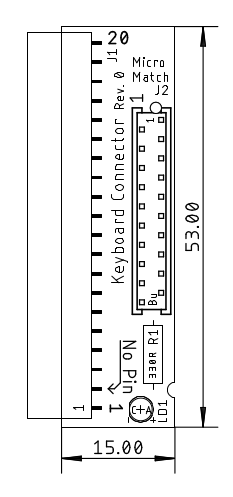 20
J1
Micro
Match
J2
1
1
Keyboard Connector Rev. 0
53.00
Bu
330R R1
No Pin
1
1
C+A
- +
LD1
15.00